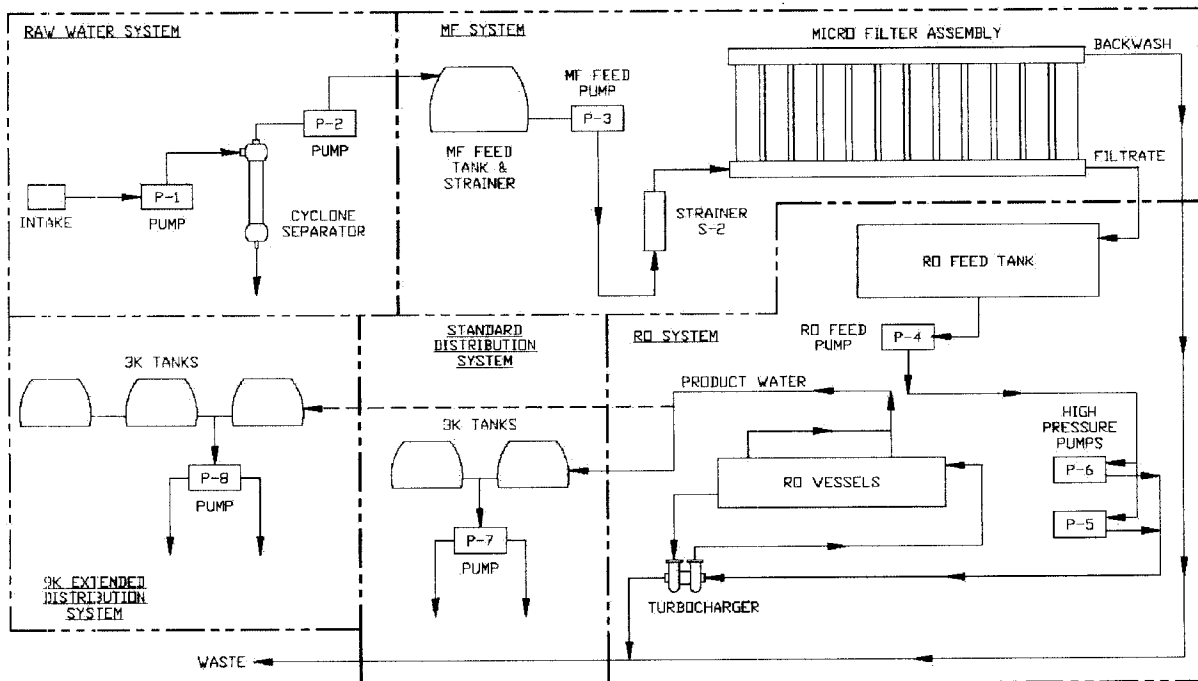 RAW WATER SYSTEM
INTAKE
P-1
PUMP
P-2
PUMP
CYCLONE
SEPARATOR
MF SYSTEM
MF FEED
TANK &
STRAINER
MF FEED
PUMP
P-3
STRAINER
S-2
MICRO FILTER ASSEMBLY
BACKWASH
FILTRATE
3K TANKS
P-8
PUMP
9K EXTENDED
DISTRIBUTION
SYSTEM
STANDARD
DISTRIBUTION
SYSTEM
3K TANKS
P-7
PUMP
RO SYSTEM
RO FEED TANK
RO FEED
PUMP
P-4
PRODUCT WATER
HIGH
PRESSURE
PUMPS
P-6
P-5
RO VESSELS
TURBOCHARGER
WASTE